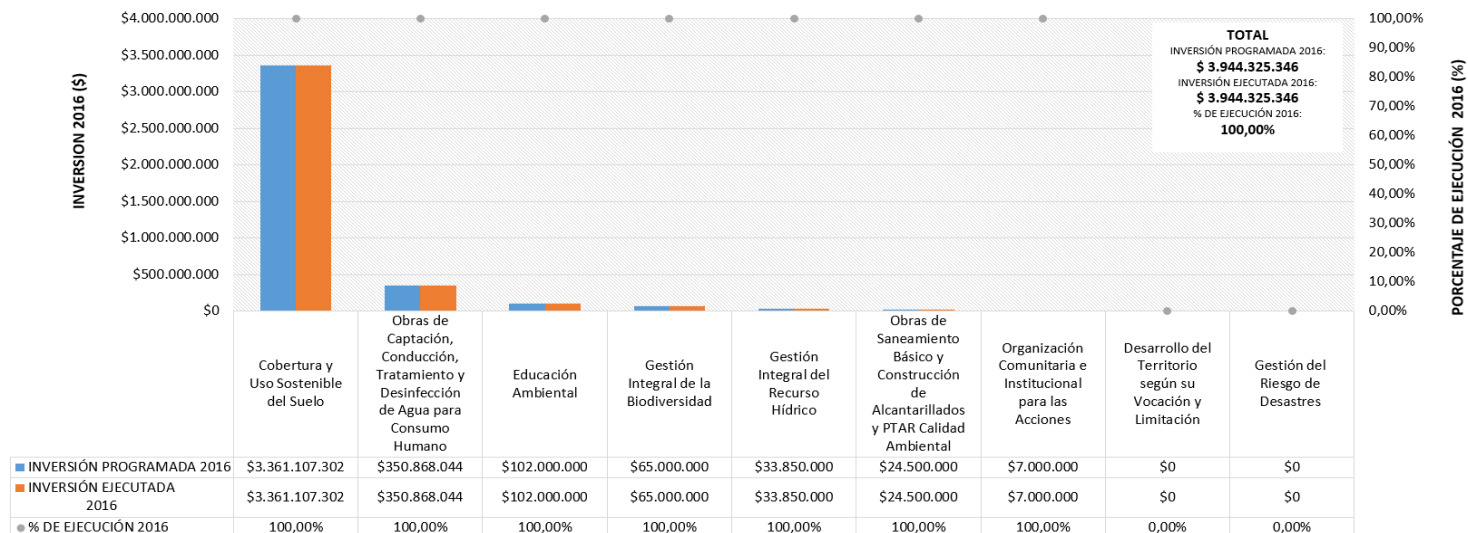 INVERSION 2016 ($)
$4.000.000.000
$3.500.000.000
$3.000.000.000
$2.500.000.000
$2.000.000.000
$1.500.000.000
$1.000.000.000
$500.000.000
$0
TOTAL
INVERSIÓN PROGRAMADA 2016:
$ 3.944.325.346
INVERSIÓN EJECUTADA 2016:
$ 3.944.325.346
% DE EJECUCIÓN 2016:
100,00%
100,00%
90,00%
80,00%
70,00%
60,00%
50,00%
40,00%
30,00%
20,00%
10,00%
0,00%
PORCENTAJE DE EJECUCIÓN 2016 (%)
Cobertura y
Uso Sostenible
del Suelo
Obras de
Captación,
Conducción,
Tratamiento y
Desinfección
de Agua para
Consumo
Humano
Educación
Ambiental
Gestión
Integral de la
Biodiversidad
Gestión
Integral del
Recurso
Hídrico
Obras de
Saneamiento
Básico y
Construcción
de
Alcantarillados
y PTAR Calidad
Ambiental
Organización
Comunitaria e
Institucional
para las
Acciones
Desarrollo del
Territorio
según su
Vocación y
Limitación
Gestión del
Riesgo de
Desastres
INVERSIÓN PROGRAMADA 2016 $3.361.107.302 $350.868.044 $102.000.000 $65.000.000 $33.850.000 $24.500.000 $7.000.000 $0 $0
INVERSIÓN EJECUTADA
2016
$3.361.107.302 $350.868.044 $102.000.000 $65.000.000 $33.850.000 $24.500.000 $7.000.000 $0 $0
% DE EJECUCIÓN 2016 100,00% 100,00% 100,00% 100,00% 100,00% 100,00% 100,00% 0,00% 0,00%